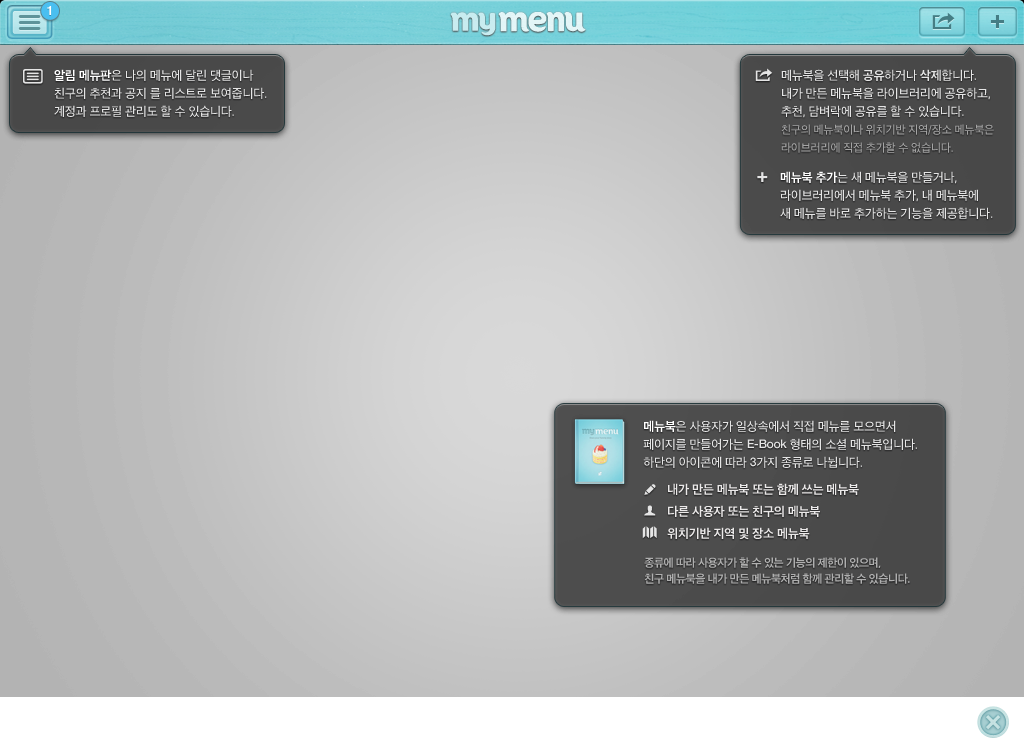 1
mymenu
알림 메뉴판은 나의 메뉴에 달린 댓글이나
친구의 추천과 공지 를 리스트로 보여줍니다.
계정과 프로필 관리도 할 수 있습니다.
메뉴북을 선택해 공유하거나 삭제합니다.
내가 만든 메뉴북을 라이브러리에 공유하고,
추천, 담벼락에 공유를 할 수 있습니다.
친구의 메뉴북이나 위치기반 지역/장소 메뉴북은
라이브러리에 직접 추가할 수 없습니다.
메뉴북 추가는 새 메뉴북을 만들거나,
라이브러리에서 메뉴북 추가, 내 메뉴북에
새 메뉴를 바로 추가하는 기능을 제공합니다.
mymenu
메뉴북은 사용자가 일상속에서 직접 메뉴를 모으면서
페이지를 만들어가는 E-Book 형태의 소셜 메뉴북입니다.
하단의 아이콘에 따라 3가지 종류로 나뉩니다.
내가 만든 메뉴북 또는 함께 쓰는 메뉴북
다른 사용자 또는 친구의 메뉴북
위치기반 지역 및 장소 메뉴북
종류에 따라 사용자가 할 수 있는 기능의 제한이 있으며,
친구 메뉴북을 내가 만든 메뉴북처럼 함께 관리할 수 있습니다.